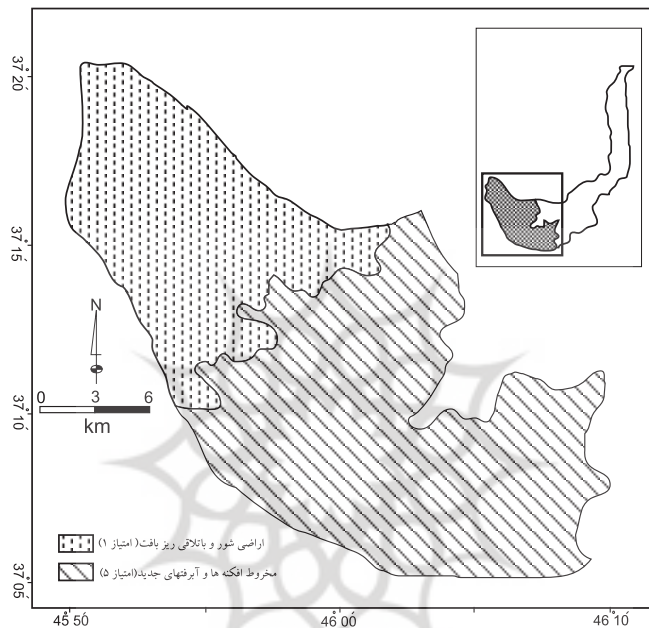 37°20'
37°15'
37°10'
37°05'
N
0 3 6
km
اراضی شور و باتلاقی ریز بافت( امتیاز ۱)
مخروط افکنه ها و آبرفتهای جدید(امتیاز ۵)
45 50'
46 00'
46 10'